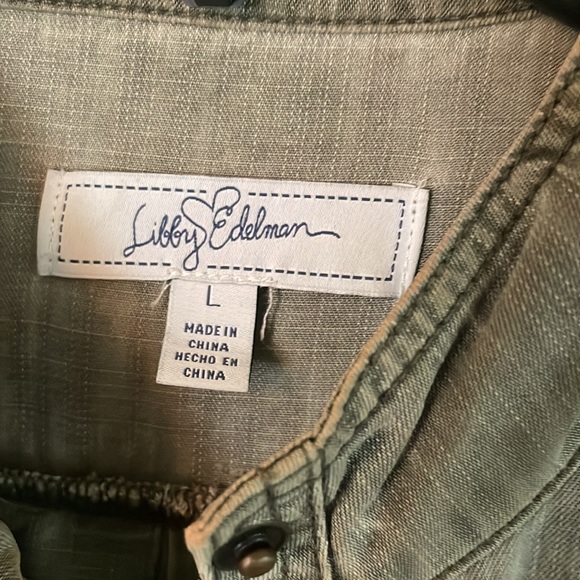 Libby Edelman
L
MADE IN
CHINA
HECHO EN
CHINA